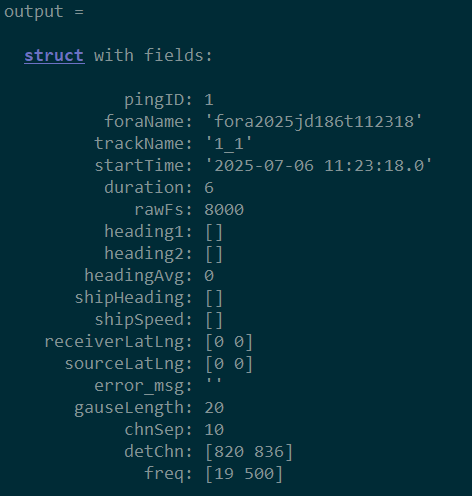 output =
struct with fields:
pingID: 1
foraName: 'fora2025jd186t112318'
trackName: '1_1'
startTime: '2025-07-06 11:23:18.0'
duration: 6
rawFs: 8000
heading1: []
heading2: []
headingAvg: 0
shipHeading: []
shipSpeed: []
receiverLatLng: [0 0]
sourceLatLng: [0 0]
error_msg: ''
gauseLength: 20
chnSep: 10
detChn: [820 836]
freq: [19 500]